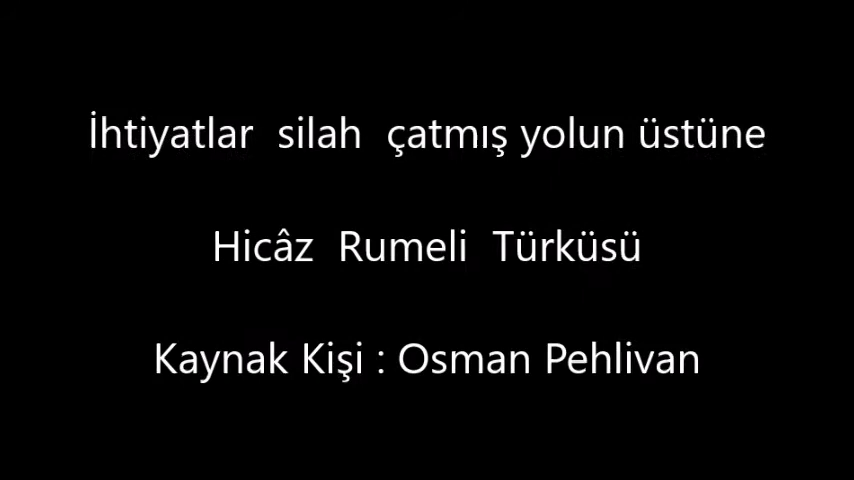 İhtiyatlar silah çatmış yolun üstüne
Hicâz Rumeli Türküsü
Kaynak Kişi : Osman Pehlivan